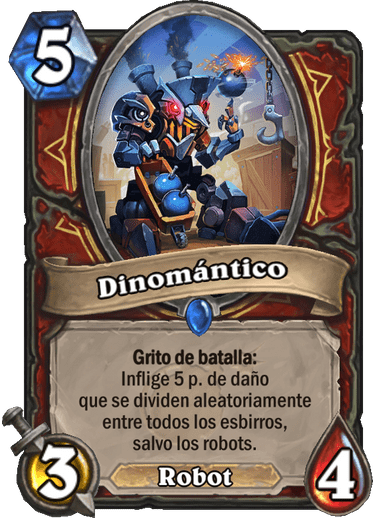 5
Dinomántico
Grito de batalla:
Inflige 5 p. de daño
que se dividen aleatoriamente
entre todos los esbirros,
salvo los robots.
3
Robot
4